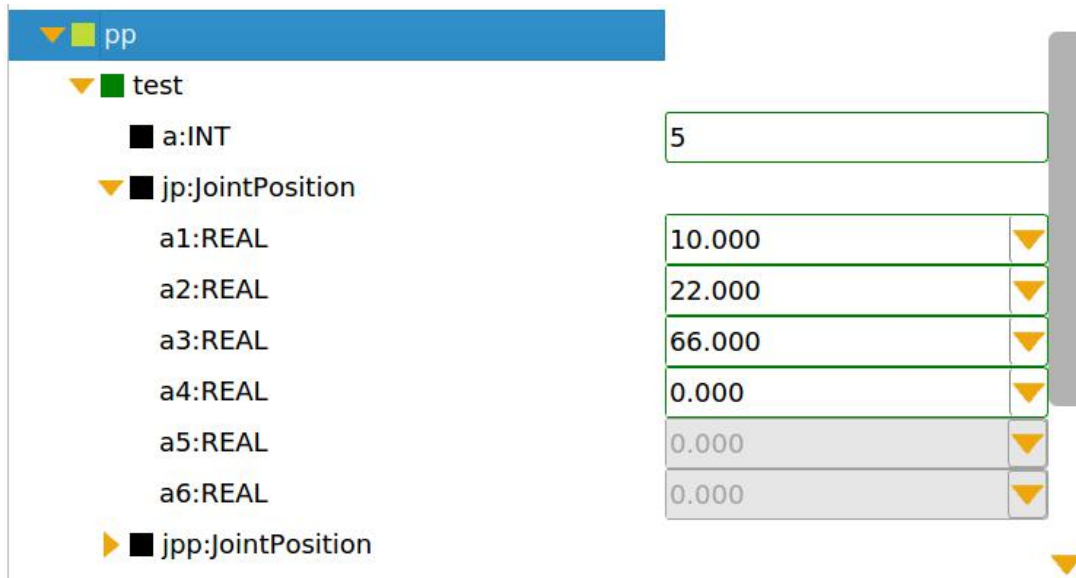 pp
test
a:INT 5
jp:JointPosition
a1:REAL 10.000
a2:REAL 22.000
a3:REAL 66.000
a4:REAL 0.000
a5:REAL 0.000
a6:REAL 0.000
jpp:JointPosition